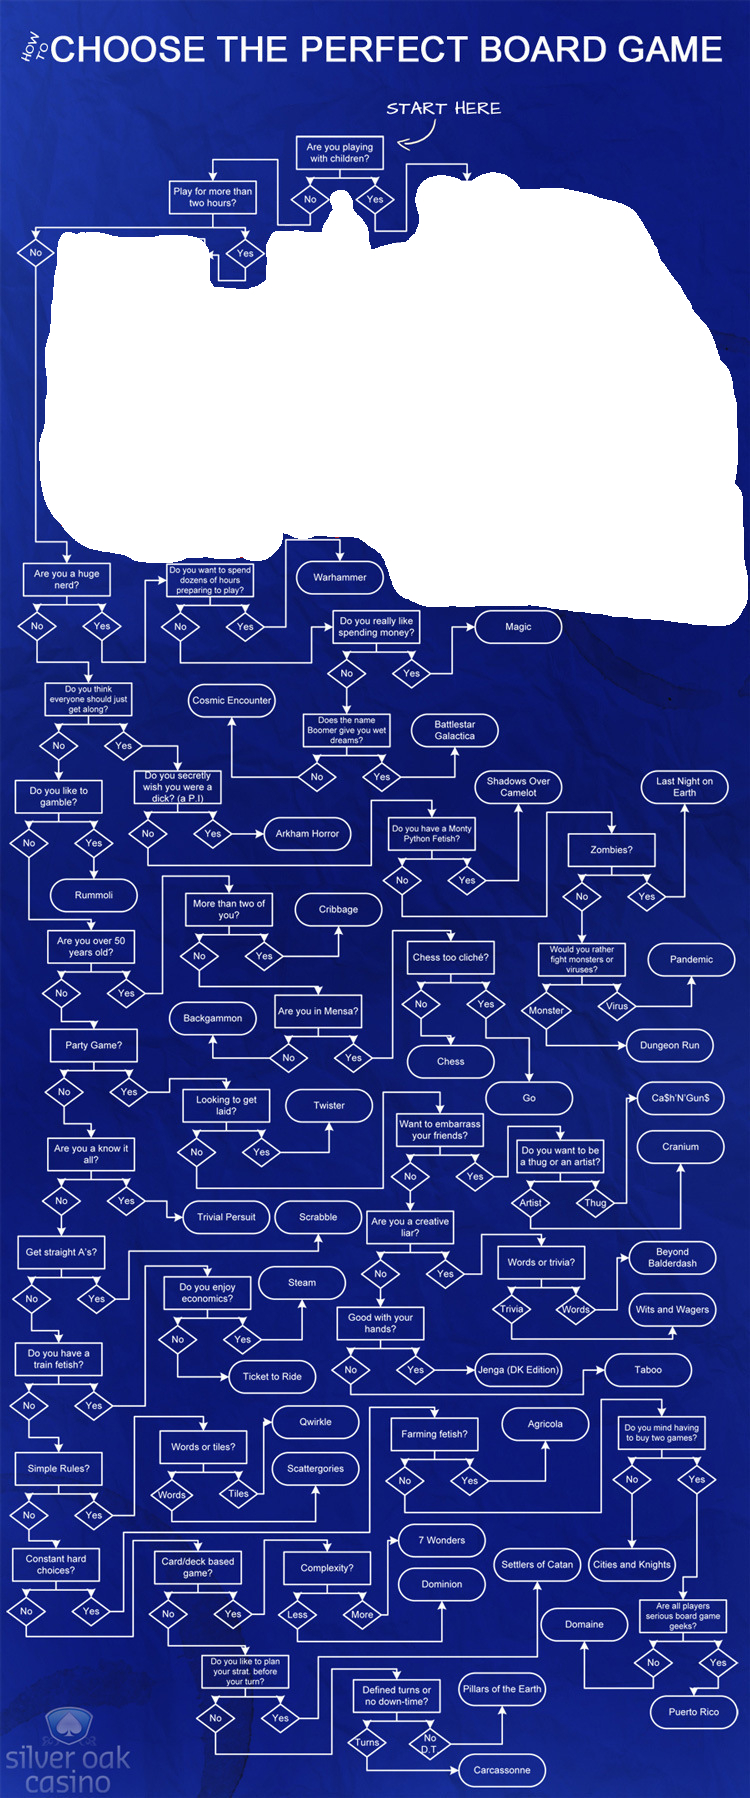 HOW TO CHOOSE THE PERFECT BOARD GAME
START HERE
Are you playing
with children?
No
Yes
Play for more than
two hours?
No
Yes
Are you a huge
nerd?
No
Yes
Do you want to spend
dozens of hours
preparing to play?
No
Yes
Warhammer
Do you really like
spending money?
No
Yes
Magic
Do you think
everyone should just
get along?
No
Yes
Cosmic Encounter
Does the name
Boomer give you wet
dreams?
No
Yes
Battlestar
Galactica
Do you like to
gamble?
No
Yes
Rummoli
Do you secretly
wish you were a
dick? (a P.I)
No
Yes
Arkham Horror
Do you have a Monty
Python Fetish?
No
Yes
Shadows Over
Camelot
Zombies?
No
Yes
Last Night on
Earth
Are you over 50
years old?
No
Yes
More than two of
you?
No
Yes
Cribbage
Backgammon
Are you in Mensa?
No
Yes
Chess too cliché?
No
Yes
Chess
Go
Would you rather
fight monsters or
viruses?
Monster
Virus
Pandemic
Dungeon Run
Party Game?
No
Yes
Looking to get
laid?
No
Yes
Twister
Want to embarrass
your friends?
No
Yes
Do you want to be
a thug or an artist?
Artist
Thug
Ca$h'N'Gun$
Cranium
Are you a know it
all?
No
Yes
Trivial Persuit
Scrabble
Are you a creative
liar?
No
Yes
Words or trivia?
Trivia
Words
Beyond
Balderdash
Wits and Wagers
Get straight A's?
No
Yes
Do you enjoy
economics?
No
Yes
Steam
Ticket to Ride
Good with your
hands?
No
Yes
Jenga (DK Edition)
Taboo
Do you have a
train fetish?
No
Yes
Simple Rules?
No
Yes
Words or tiles?
Words
Tiles
Qwirkle
Scattergories
Farming fetish?
No
Yes
Agricola
Do you mind having
to buy two games?
No
Yes
Cities and Knights
Constant hard
choices?
No
Yes
Card/deck based
game?
No
Yes
Complexity?
Less
More
7 Wonders
Dominion
Settlers of Catan
Are all players
serious board game
geeks?
No
Yes
Domaine
Puerto Rico
Do you like to plan
your strat. before
your turn?
No
Yes
Defined turns or
no down-time?
Turns
No
D.T.
Pillars of the Earth
Carcassonne
silver oak
casino